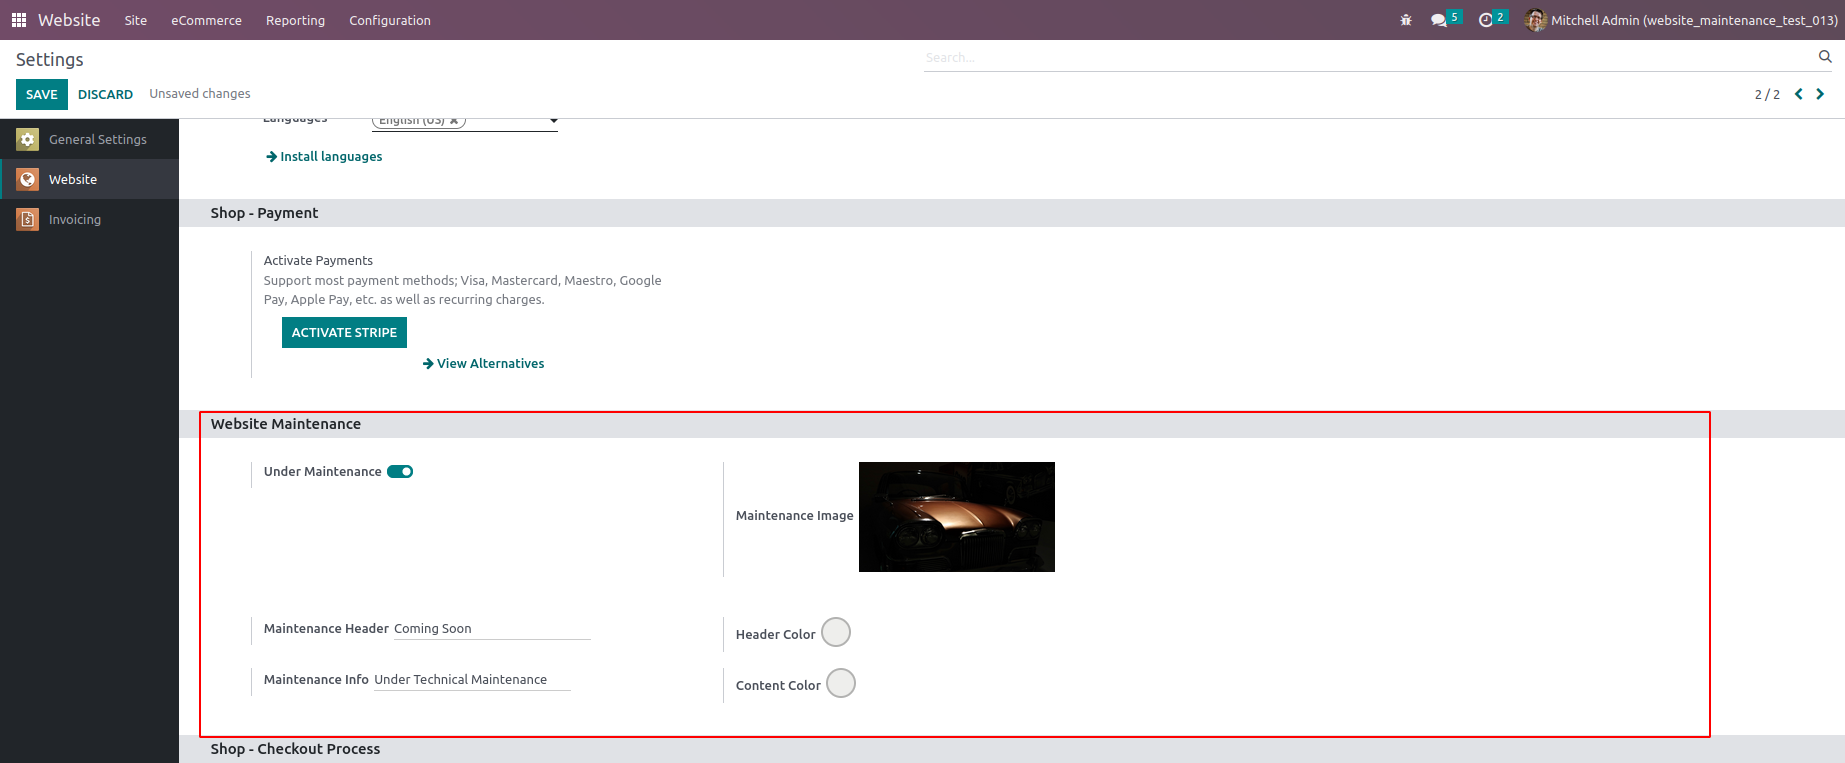 Website Site eCommerce Reporting Configuration 5 2 Mitchell Admin (website_maintenance_test_013)
Settings Search...
SAVE DISCARD Unsaved changes 2 / 2
General Settings
Website
Invoicing
Languages English (US) ×
Install languages
Shop - Payment
Activate Payments
Support most payment methods; Visa, Mastercard, Maestro, Google
Pay, Apple Pay, etc. as well as recurring charges.
ACTIVATE STRIPE
View Alternatives
Website Maintenance
Under Maintenance
Maintenance Image
Maintenance Header Coming Soon
Header Color
Maintenance Info Under Technical Maintenance
Content Color
Shop - Checkout Process